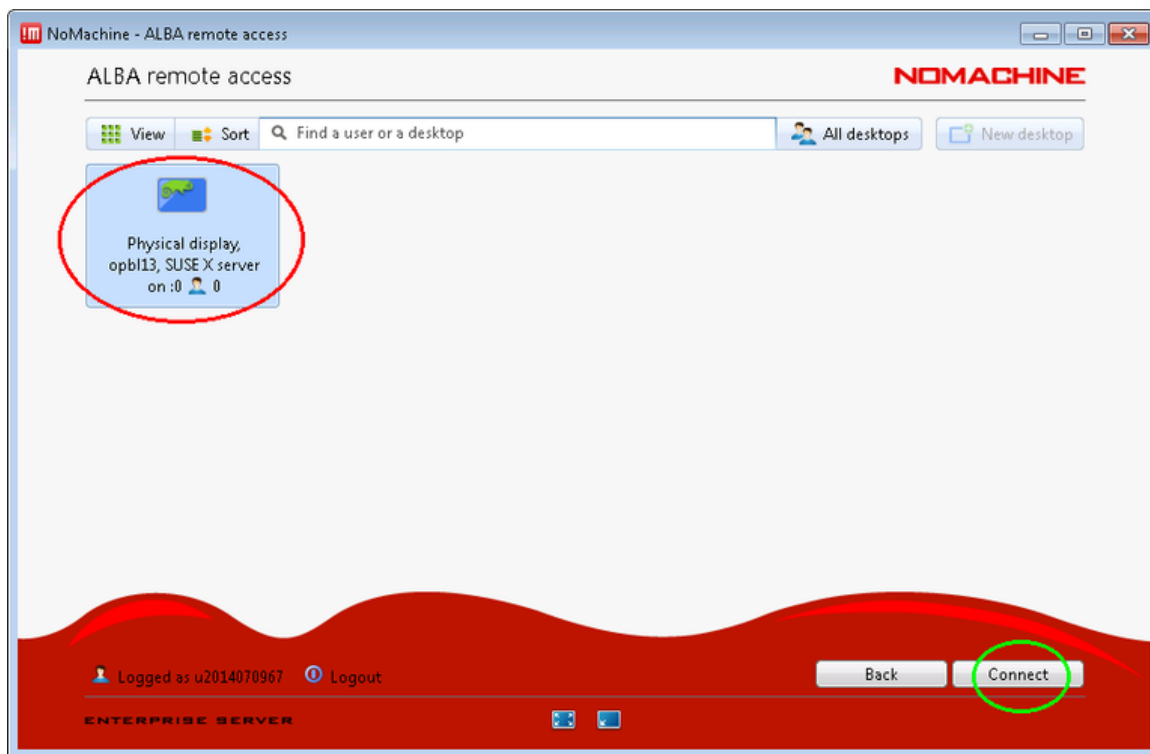 NoMachine - ALBA remote access
ALBA remote access
NOMACHINE
View
Sort
Find a user or a desktop
All desktops
New desktop
Physical display,
opbl13, SUSE X server
on :0 0
Logged as u2014070967
Logout
Back
Connect
ENTERPRISE SERVER